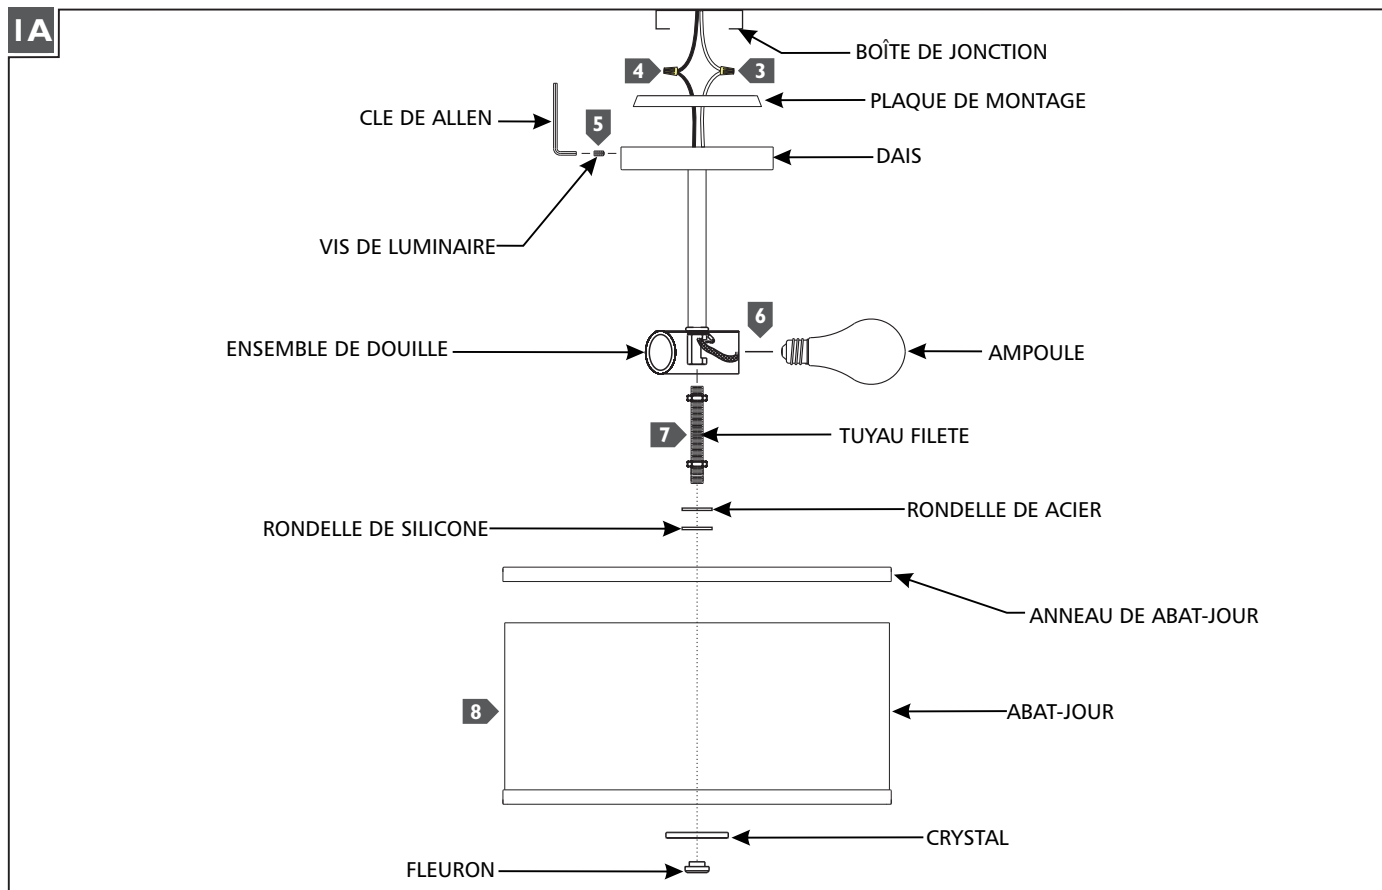 1A
BOÎTE DE JONCTION
4
3
PLAQUE DE MONTAGE
CLE DE ALLEN
5
DAIS
VIS DE LUMINAIRE
6
ENSEMBLE DE DOUILLE
AMPOULE
7
TUYAU FILETE
RONDELLE DE ACIER
RONDELLE DE SILICONE
ANNEAU DE ABAT-JOUR
8
ABAT-JOUR
CRYSTAL
FLEURON